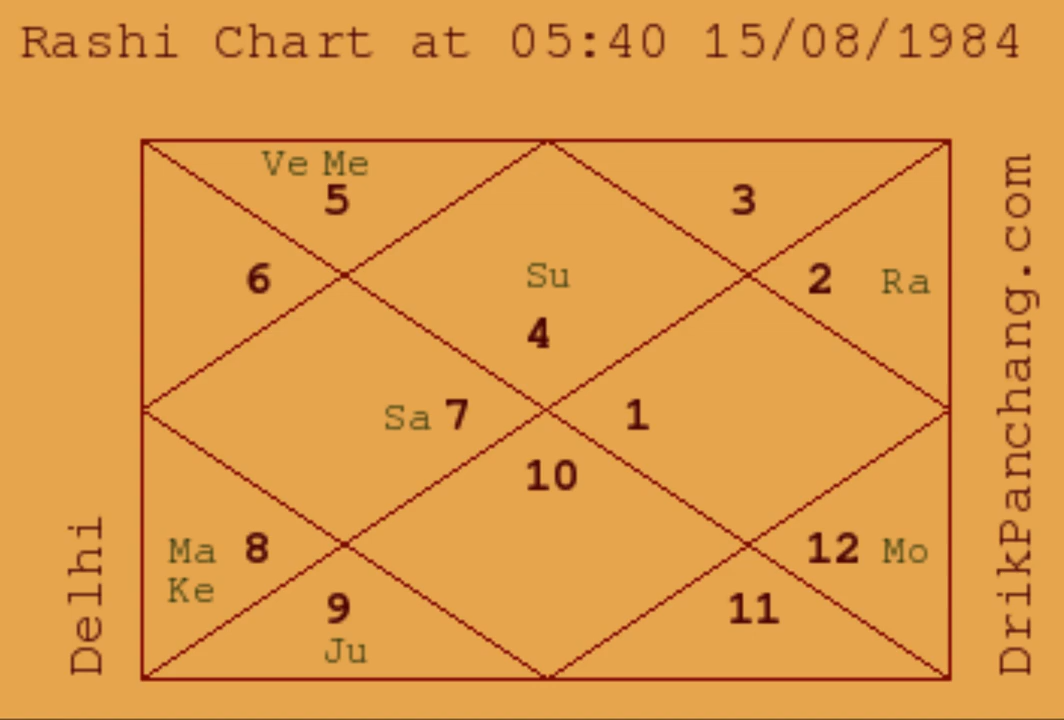 Rashi Chart at 05:40 15/08/1984
Ve Me
5
3
6
Su
2 Ra
4
Sa 7
1
10
Ma 8
Ke
12 Mo
9
11
Ju
Delhi
DrikPanchang.com